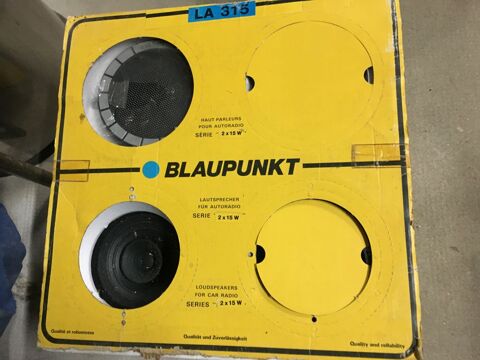 LA 315
HAUT PARLEURS
POUR AUTORADIO
SÉRIE 2 x 15 W
BLAUPUNKT
LAUTSPRECHER
FÜR AUTORADIO
SERIE 2 x 15 W
LOUDSPEAKERS
FOR CAR RADIO
SERIES 2 x 15 W
Qualité et robustesse
Qualität und Zuverlässigkeit
Quality and reliability